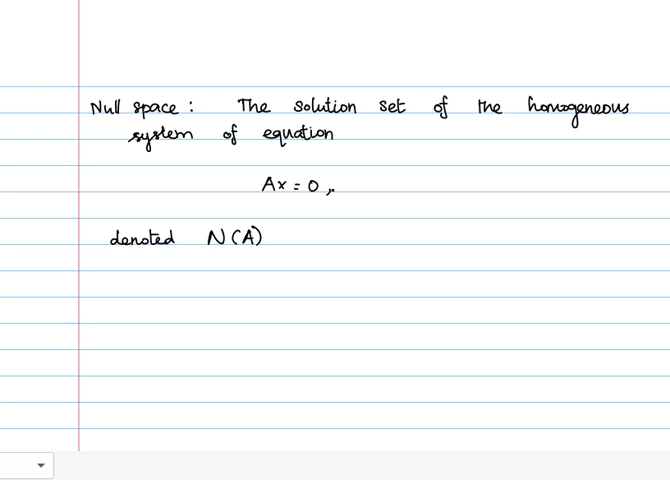 Null space : The solution set of the homogeneous
system of equation
Ax = 0,
denoted N(A)